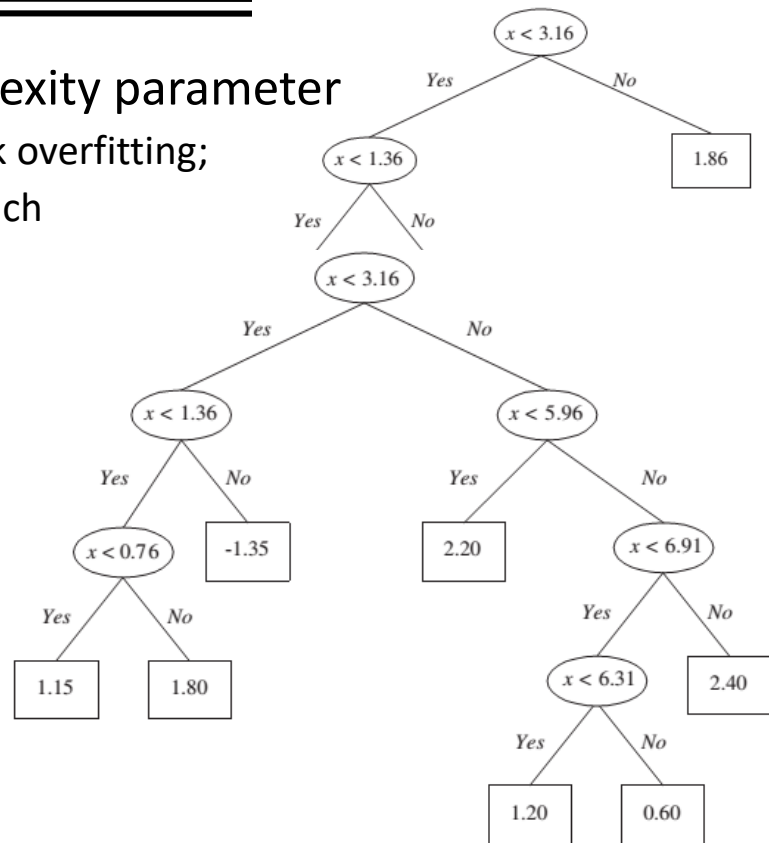 x < 3.16
Yes No
exity parameter
k overfitting;
x < 1.36 1.86
ch
Yes No
x < 3.16
Yes No
x < 1.36 x < 5.96
Yes No Yes No
x < 0.76 -1.35 2.20 x < 6.91
Yes No Yes No
1.15 1.80 x < 6.31 2.40
Yes No
1.20 0.60